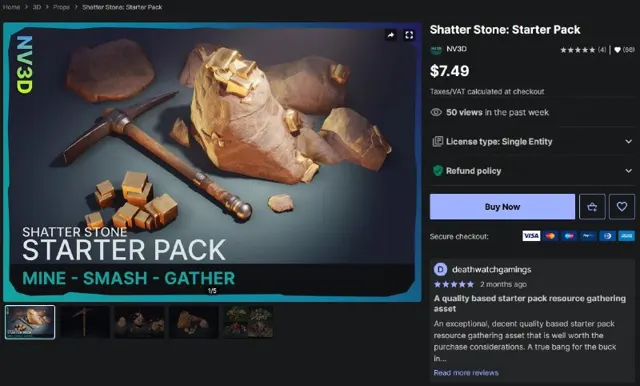 Home > 3D > Props > Shatter Stone: Starter Pack
NV3D
SHATTER STONE
STARTER PACK
MINE - SMASH - GATHER
1/5
Shatter Stone: Starter Pack
NV3D
(4) | (86)
$7.49
Taxes/VAT calculated at checkout
50 views in the past week
License type: Single Entity
Refund policy
Buy Now
Secure checkout:
VISA
D deathwatchgamings
2 months ago
A quality based starter pack resource gathering
asset
An exceptional, decent quality based starter pack
resource gathering asset that is well worth the
purchase considerations. A true bang for the buck
in...
Read more reviews